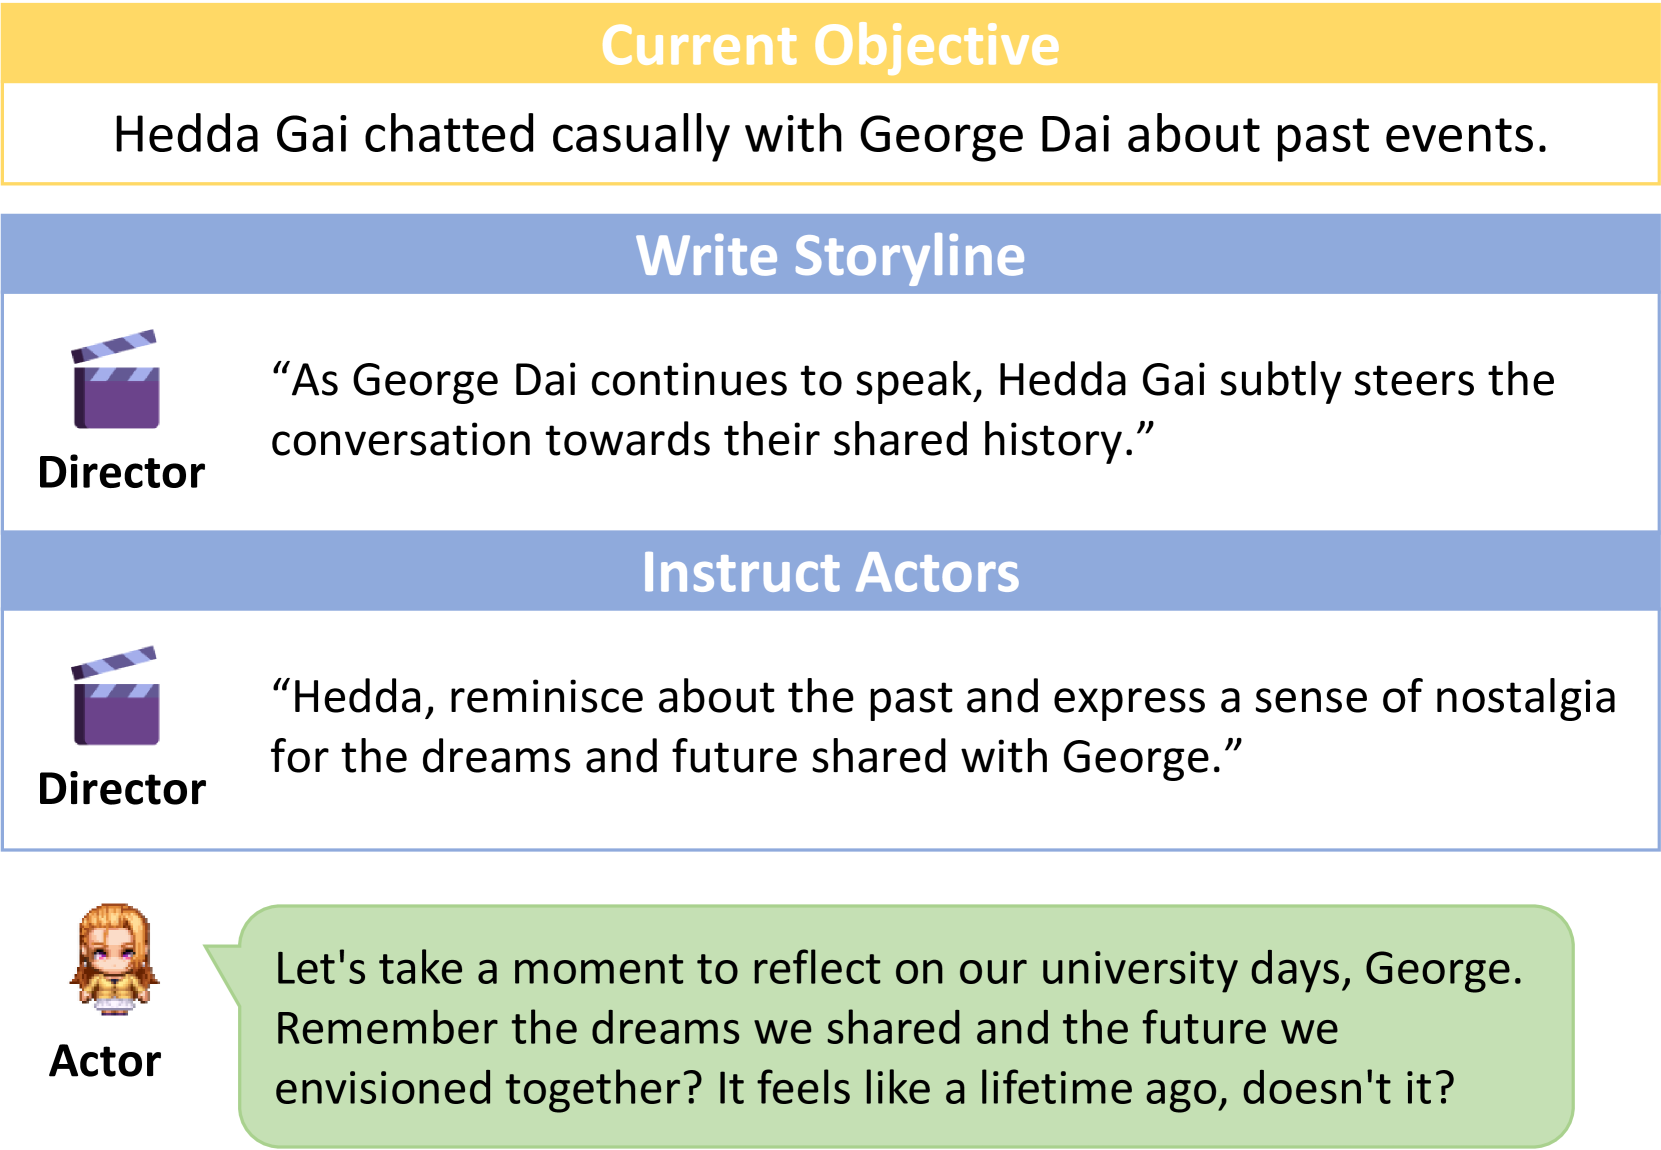 Current Objective
Hedda Gai chatted casually with George Dai about past events.
Write Storyline
“As George Dai continues to speak, Hedda Gai subtly steers the
conversation towards their shared history.”
Director
Instruct Actors
“Hedda, reminisce about the past and express a sense of nostalgia
for the dreams and future shared with George.”
Director
Let's take a moment to reflect on our university days, George.
Remember the dreams we shared and the future we
envisioned together? It feels like a lifetime ago, doesn't it?
Actor